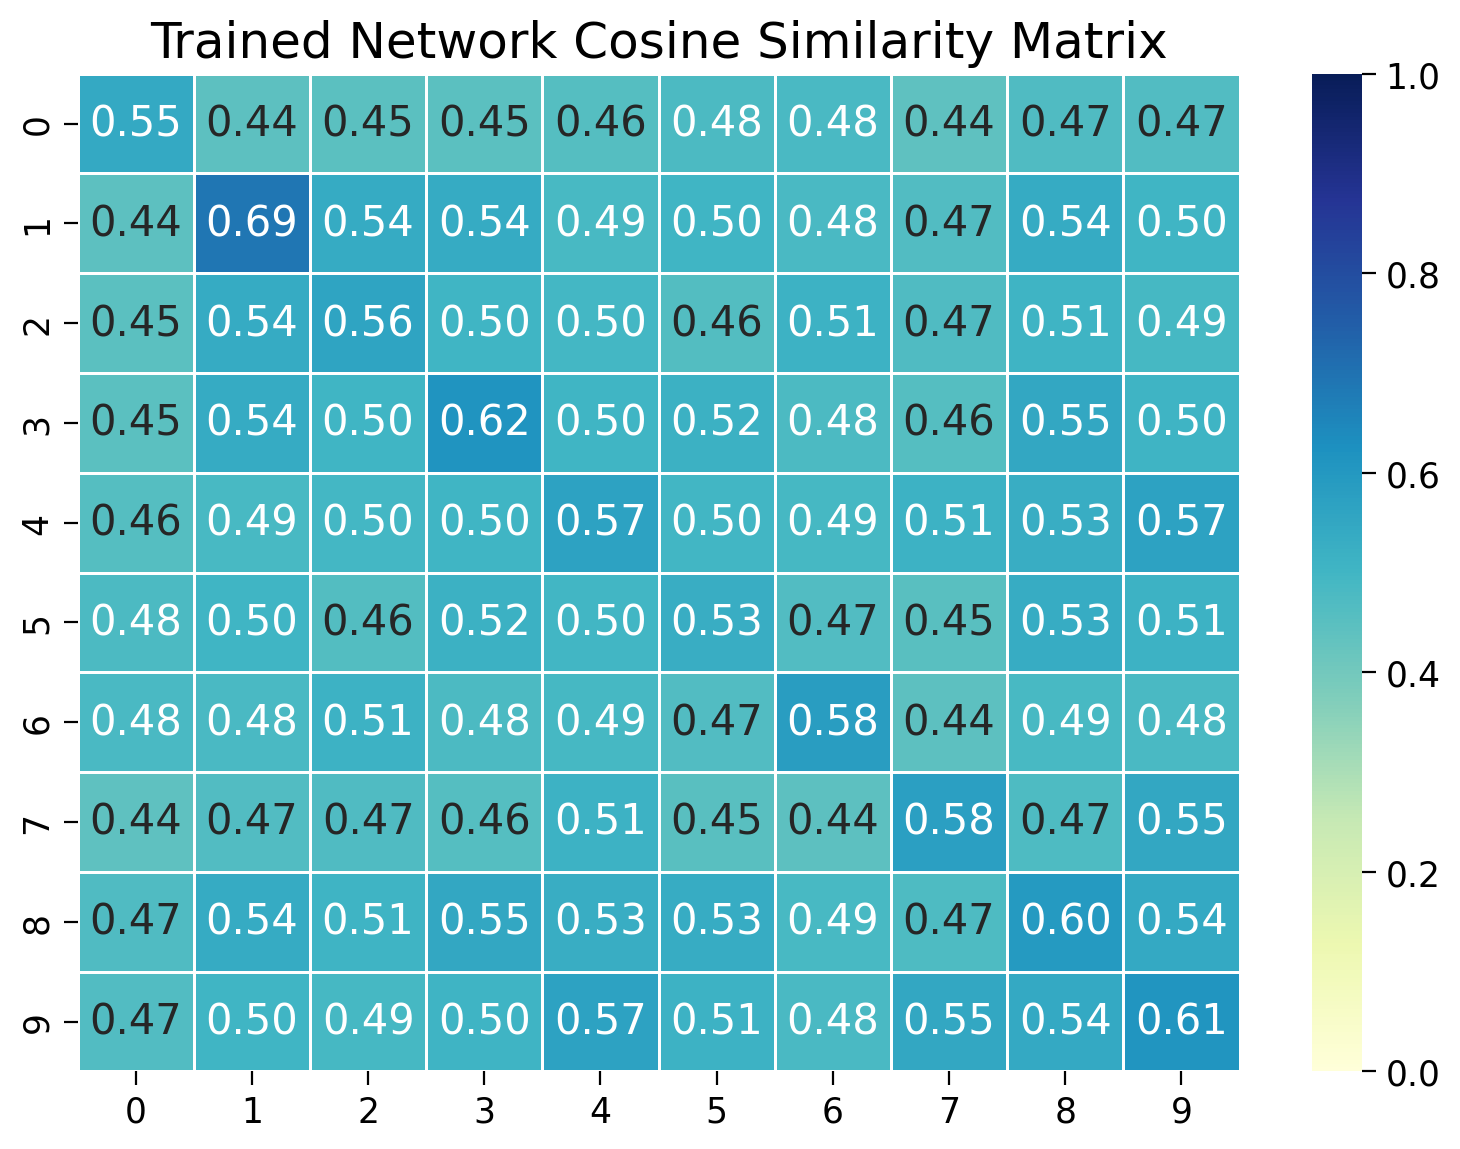 Trained Network Cosine Similarity Matrix
0 0.55 0.44 0.45 0.45 0.46 0.48 0.48 0.44 0.47 0.47
1 0.44 0.69 0.54 0.54 0.49 0.50 0.48 0.47 0.54 0.50
2 0.45 0.54 0.56 0.50 0.50 0.46 0.51 0.47 0.51 0.49
3 0.45 0.54 0.50 0.62 0.50 0.52 0.48 0.46 0.55 0.50
4 0.46 0.49 0.50 0.50 0.57 0.50 0.49 0.51 0.53 0.57
5 0.48 0.50 0.46 0.52 0.50 0.53 0.47 0.45 0.53 0.51
6 0.48 0.48 0.51 0.48 0.49 0.47 0.58 0.44 0.49 0.48
7 0.44 0.47 0.47 0.46 0.51 0.45 0.44 0.58 0.47 0.55
8 0.47 0.54 0.51 0.55 0.53 0.53 0.49 0.47 0.60 0.54
9 0.47 0.50 0.49 0.50 0.57 0.51 0.48 0.55 0.54 0.61
0 1 2 3 4 5 6 7 8 9
1.0
0.8
0.6
0.4
0.2
0.0